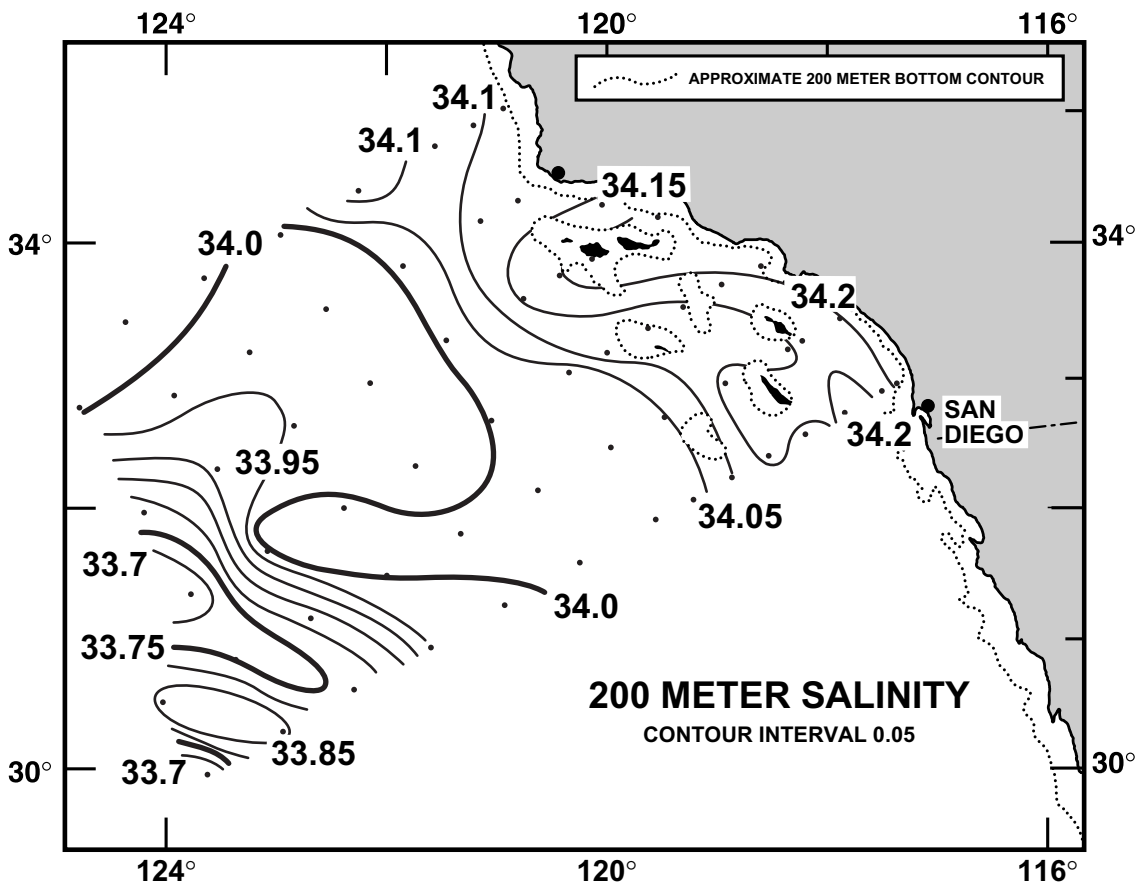 124° 120° 116°
APPROXIMATE 200 METER BOTTOM CONTOUR
34.1
34.1
34.15
34° 34.0 34°
34.2
SAN
DIEGO
34.2
33.95
34.05
33.7
34.0
33.75
200 METER SALINITY
CONTOUR INTERVAL 0.05
33.85
30° 33.7 30°
124° 120° 116°